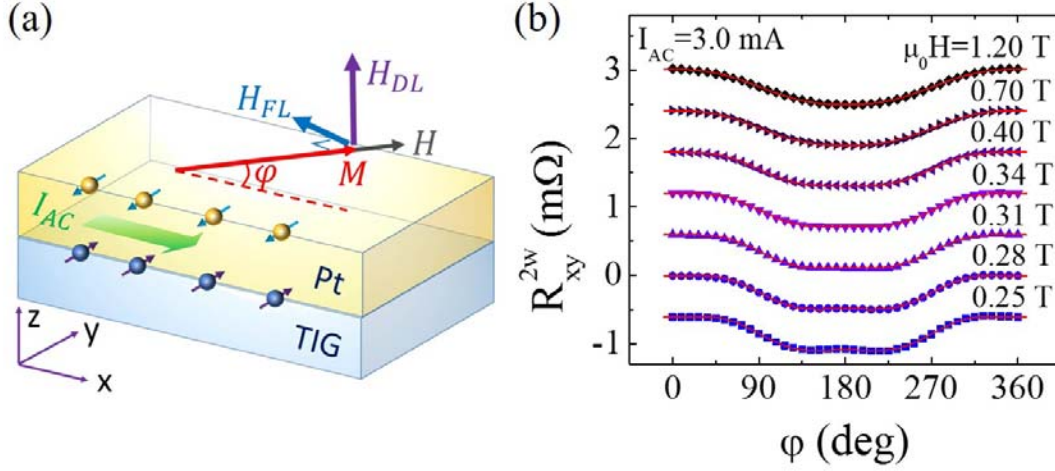 (a)
H_DL
H_FL
H
M
φ
I_AC
Pt
TIG
z
y
x
(b)
I_AC=3.0 mA
μ₀H=1.20 T
0.70 T
0.40 T
0.34 T
0.31 T
0.28 T
0.25 T
R_xy^2w (mΩ)
3
2
1
0
-1
0 90 180 270 360
φ (deg)